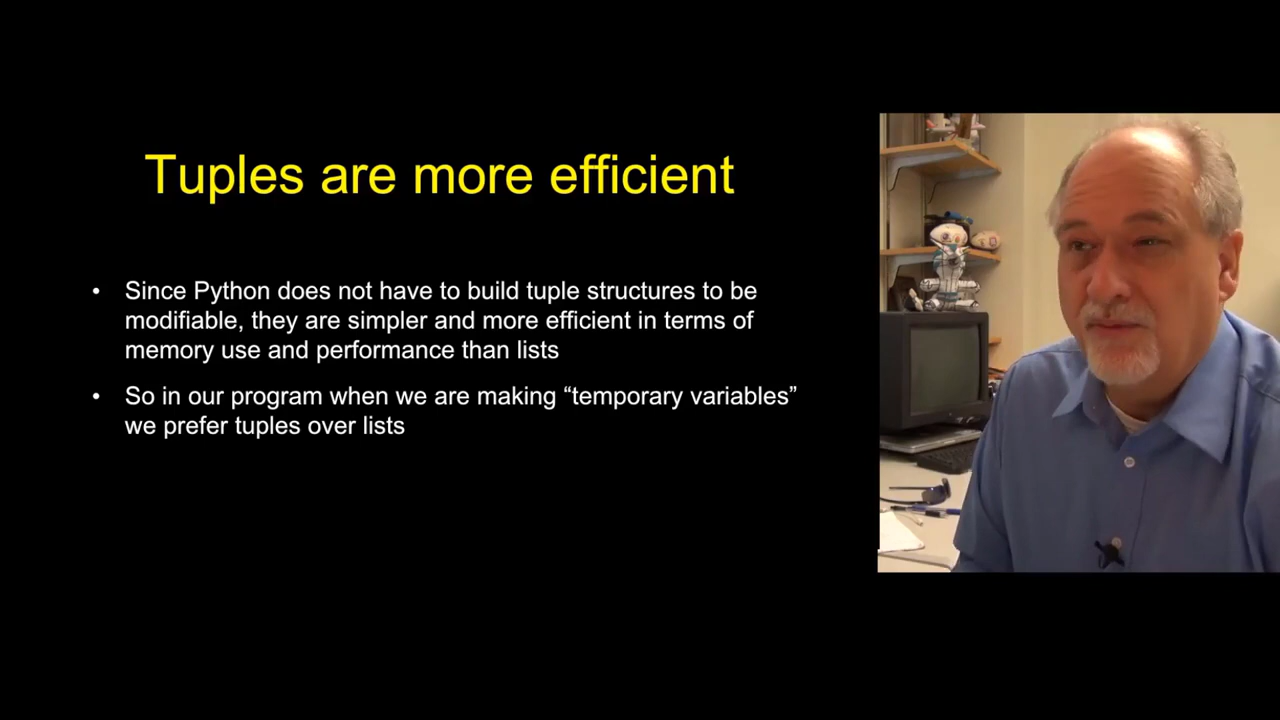 Tuples are more efficient
• Since Python does not have to build tuple structures to be
modifiable, they are simpler and more efficient in terms of
memory use and performance than lists
• So in our program when we are making “temporary variables”
we prefer tuples over lists